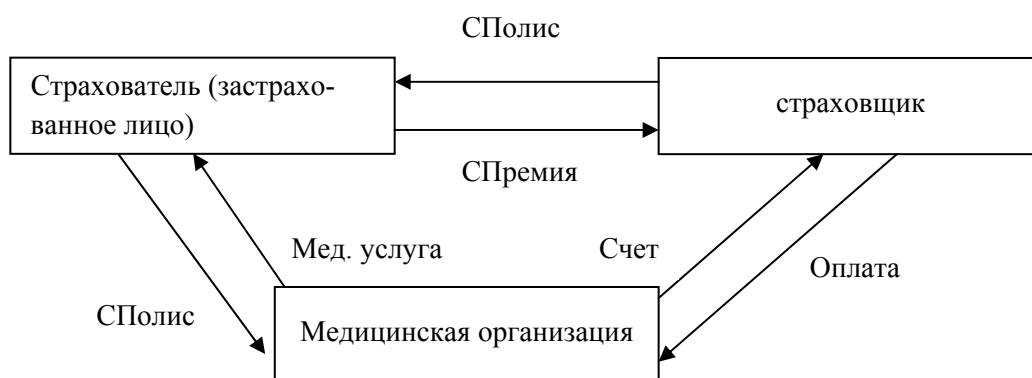 СПолис
Страхователь (застрахо-
ванное лицо)
страховщик
СПремия
Мед. услуга
Счет
Оплата
СПолис
Медицинская организация